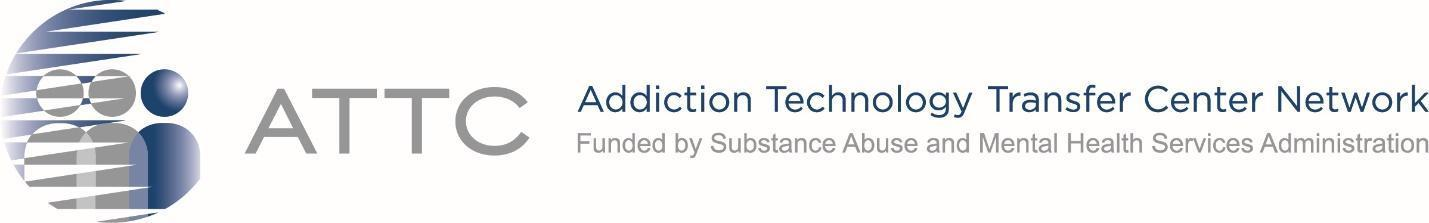 ATTC
Addiction Technology Transfer Center Network
Funded by Substance Abuse and Mental Health Services Administration